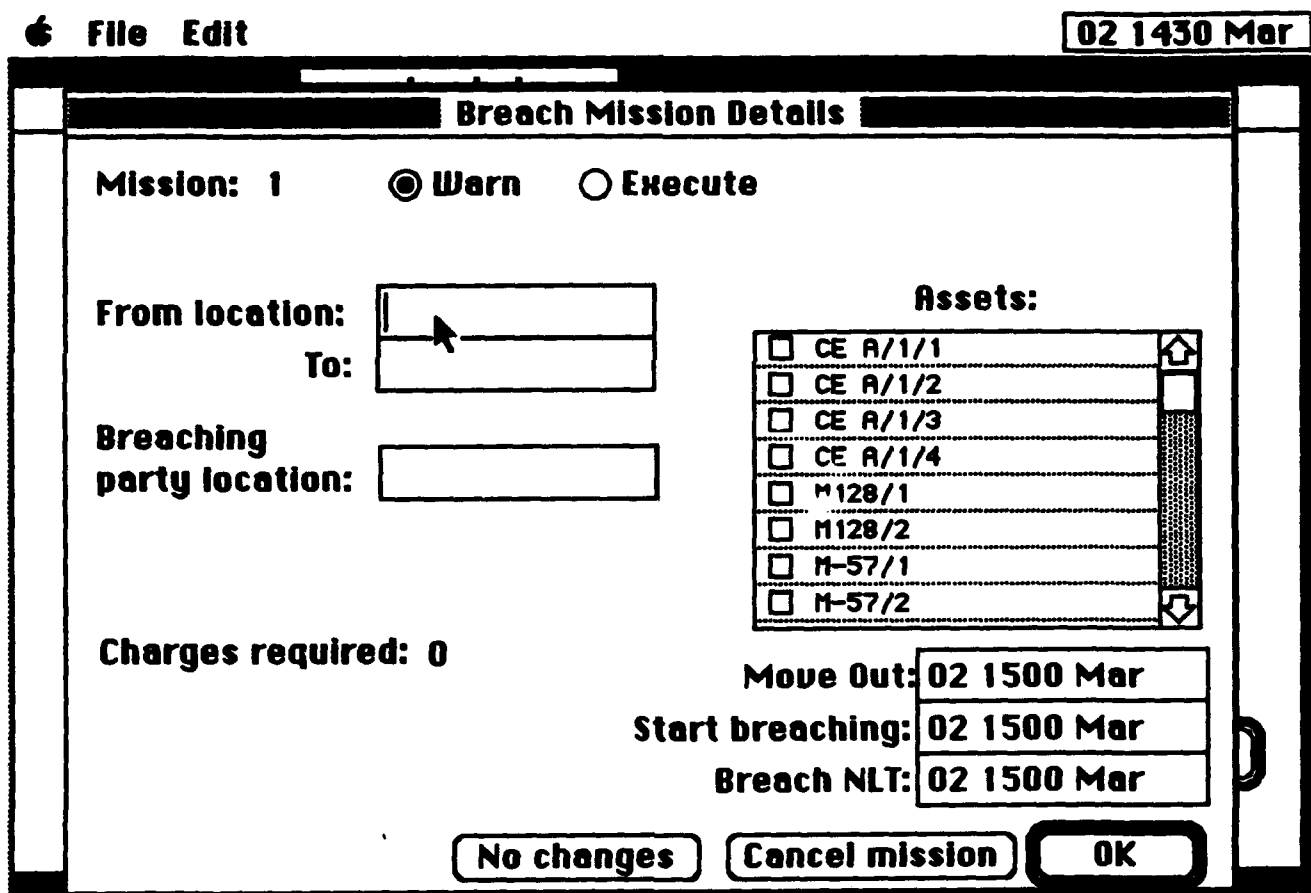 File Edit 02 1430 Mar
Breach Mission Details
Mission: 1 Warn Execute
From location:
To:
Breaching
party location:
Assets:
CE A/1/1
CE A/1/2
CE A/1/3
CE A/1/4
M128/1
M128/2
M-57/1
M-57/2
Charges required: 0
Move Out: 02 1500 Mar
Start breaching: 02 1500 Mar
Breach NLT: 02 1500 Mar
No changes Cancel mission OK